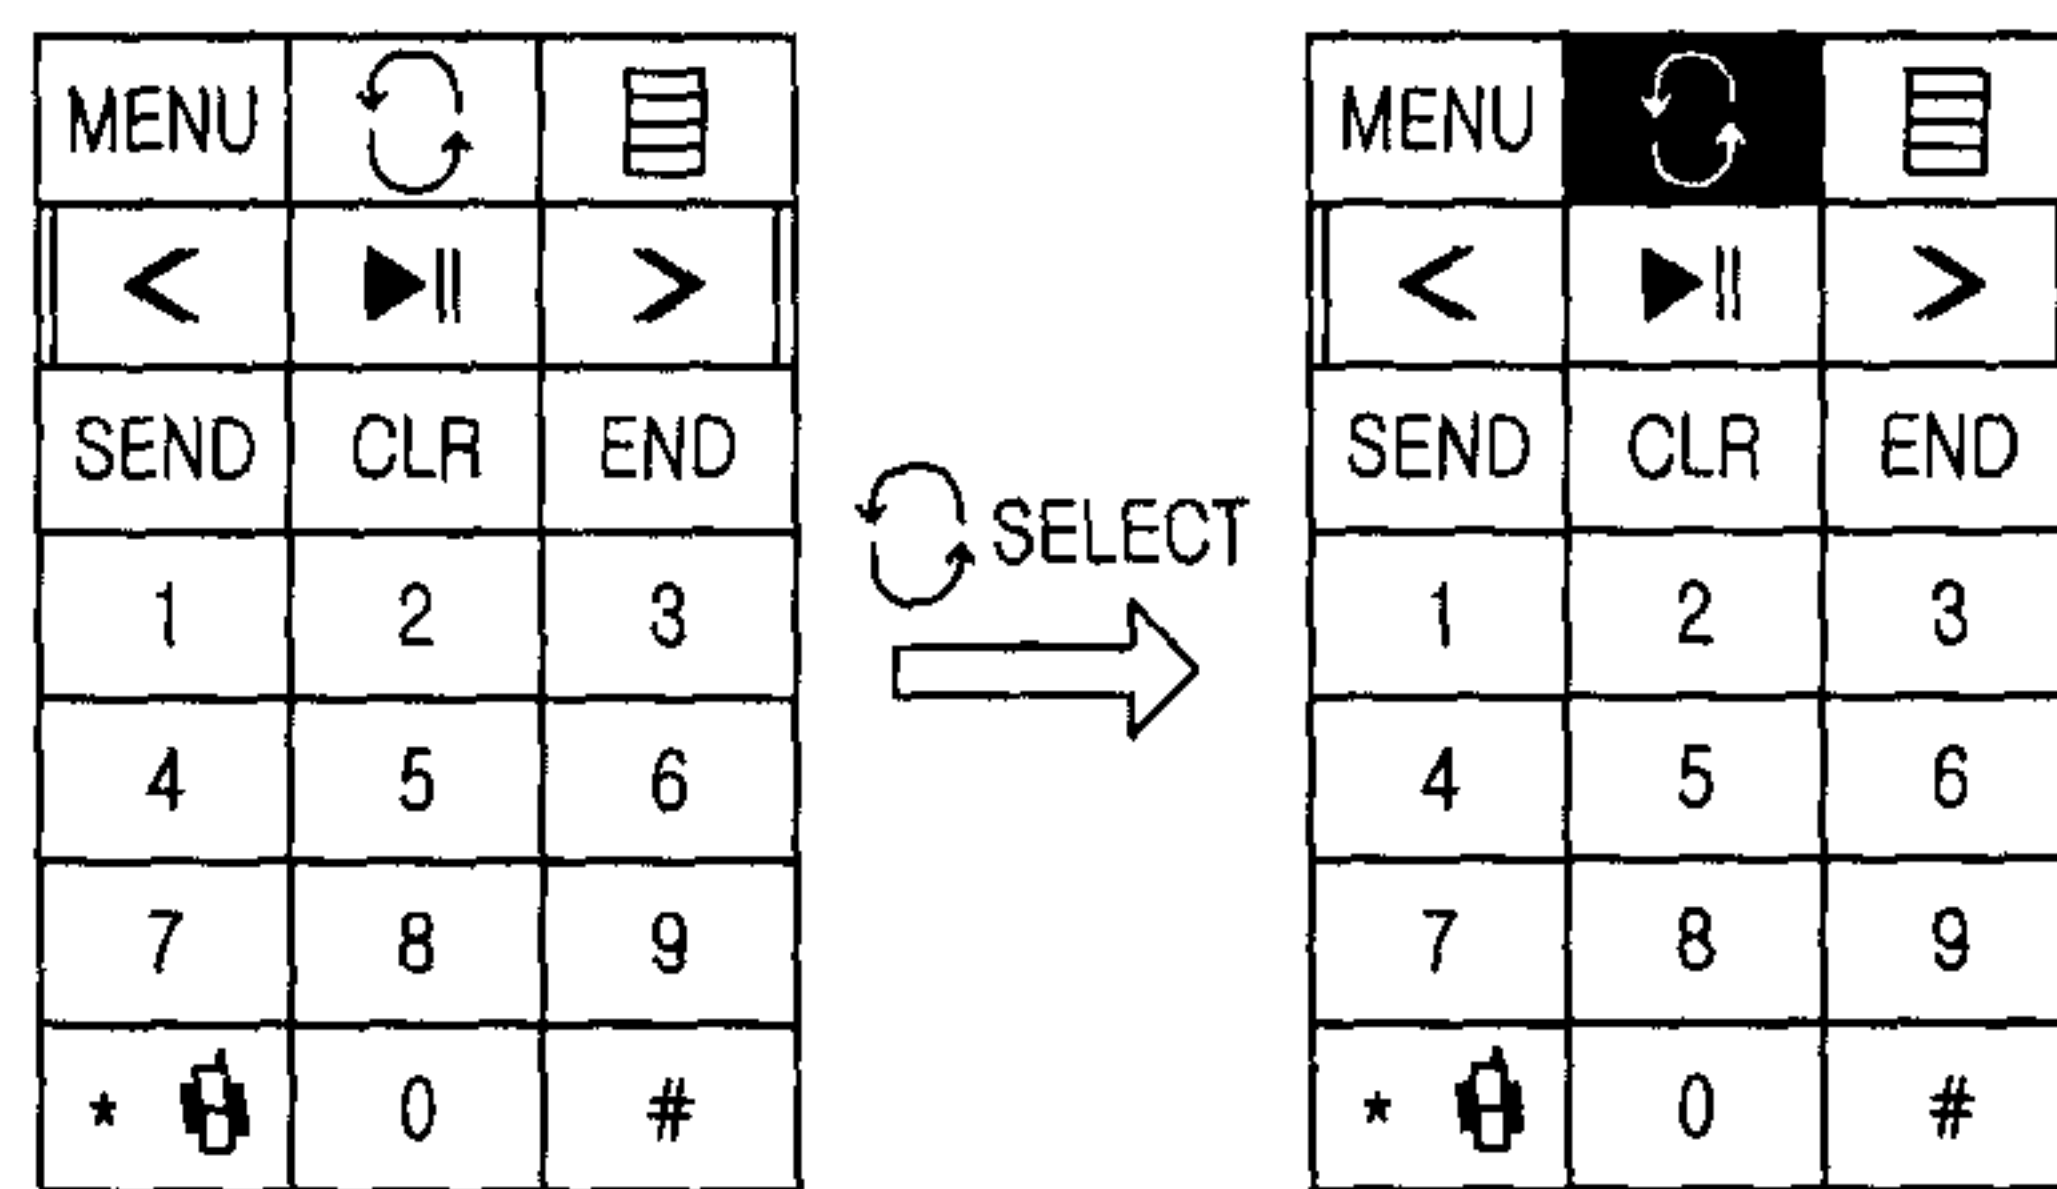 MENU
< >
SEND CLR END
1 2 3
4 5 6
7 8 9
* 0 #
SELECT
MENU
< >
SEND CLR END
1 2 3
4 5 6
7 8 9
* 0 #